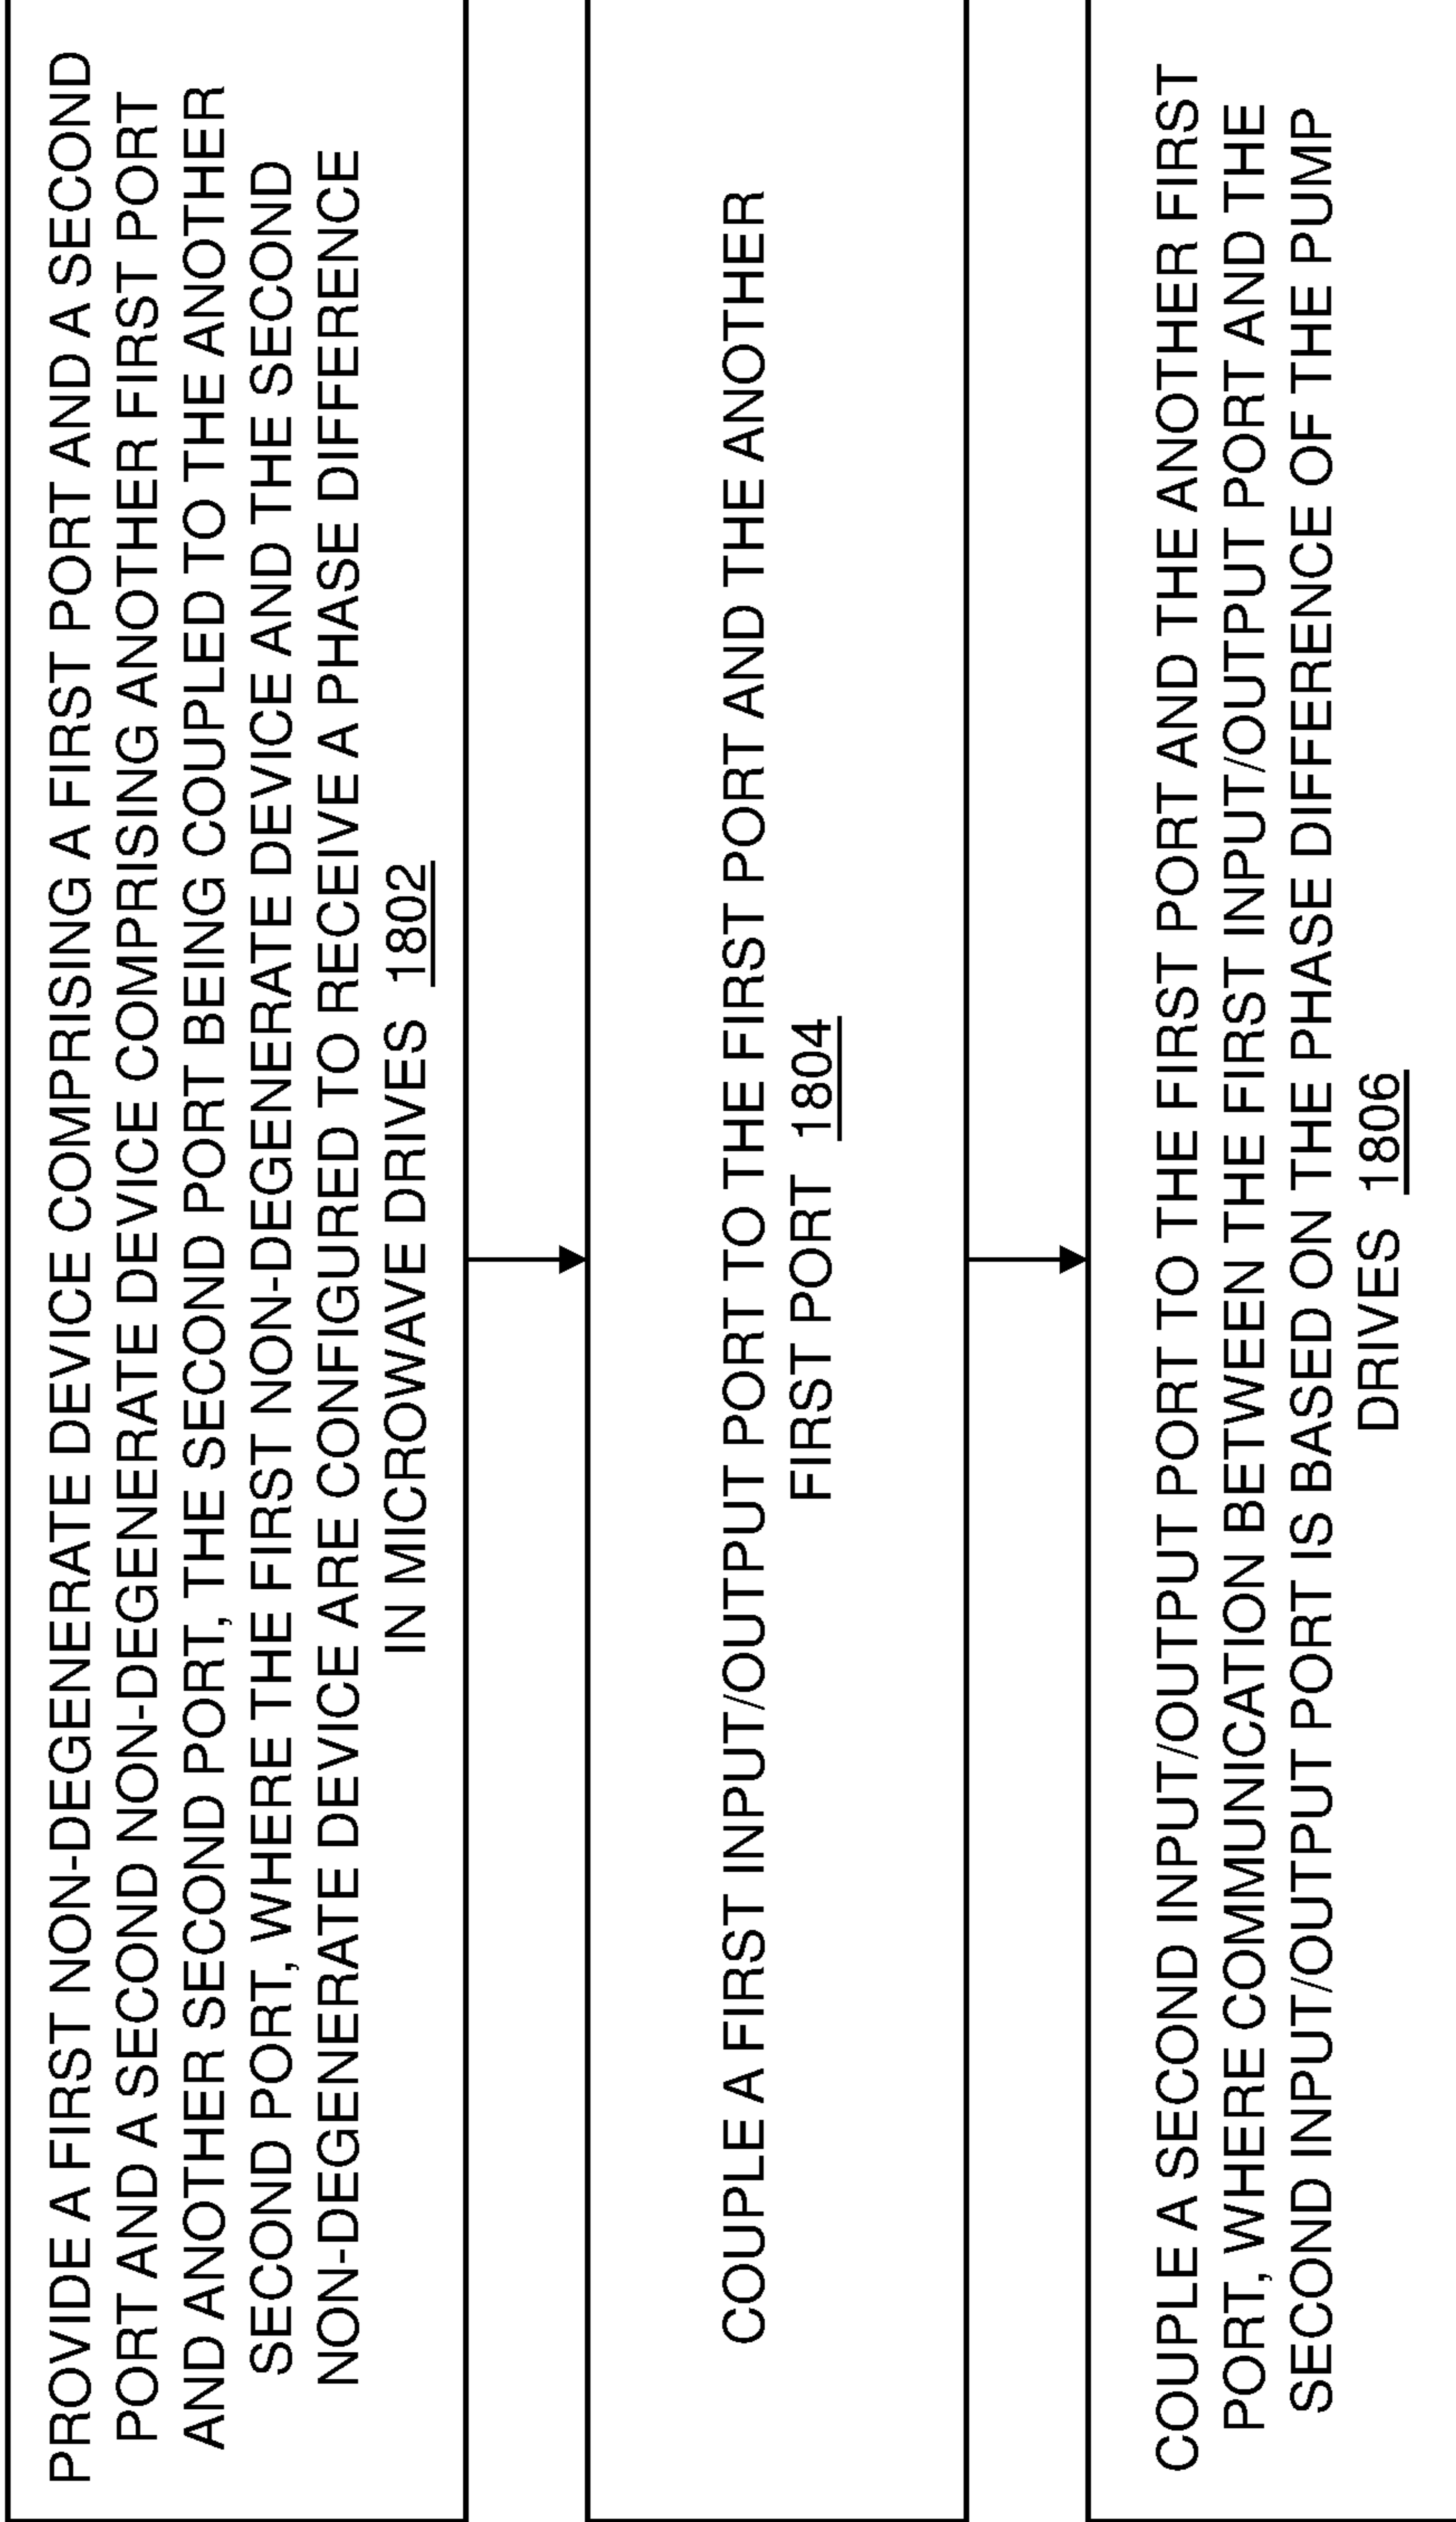 PROVIDE A FIRST NON-DEGENERATE DEVICE COMPRISING A FIRST PORT AND A SECOND
PORT AND A SECOND NON-DEGENERATE DEVICE COMPRISING ANOTHER FIRST PORT
AND ANOTHER SECOND PORT, THE SECOND PORT BEING COUPLED TO THE ANOTHER
SECOND PORT, WHERE THE FIRST NON-DEGENERATE DEVICE AND THE SECOND
NON-DEGENERATE DEVICE ARE CONFIGURED TO RECEIVE A PHASE DIFFERENCE
IN MICROWAVE DRIVES 1802
COUPLE A FIRST INPUT/OUTPUT PORT TO THE FIRST PORT AND THE ANOTHER
FIRST PORT 1804
COUPLE A SECOND INPUT/OUTPUT PORT TO THE FIRST PORT AND THE ANOTHER FIRST
PORT, WHERE COMMUNICATION BETWEEN THE FIRST INPUT/OUTPUT PORT AND THE
SECOND INPUT/OUTPUT PORT IS BASED ON THE PHASE DIFFERENCE OF THE PUMP
DRIVES 1806